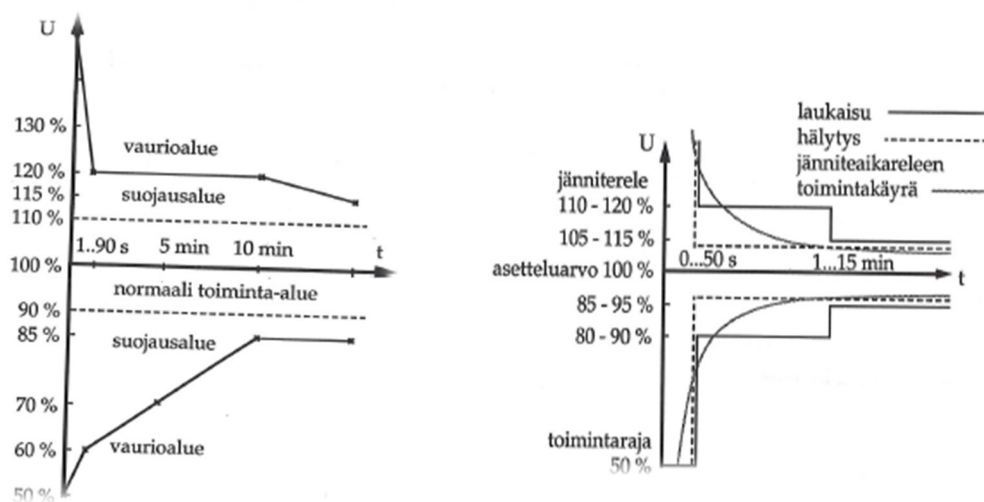 U
130 %
vaurioalue
120 %
115 %
suojausalue
110 %
1..90 s 5 min 10 min t
100 %
normaali toiminta-alue
90 %
85 %
suojausalue
70 %
60 %
vaurioalue
50 %
laukaisu
hälytys
jänniteaikareleen
toimintakäyrä
U
jänniterele
110 - 120 %
105 - 115 %
0...50 s 1...15 min
asetteluarvo 100 %
t
85 - 95 %
80 - 90 %
toimintaraja
50 %